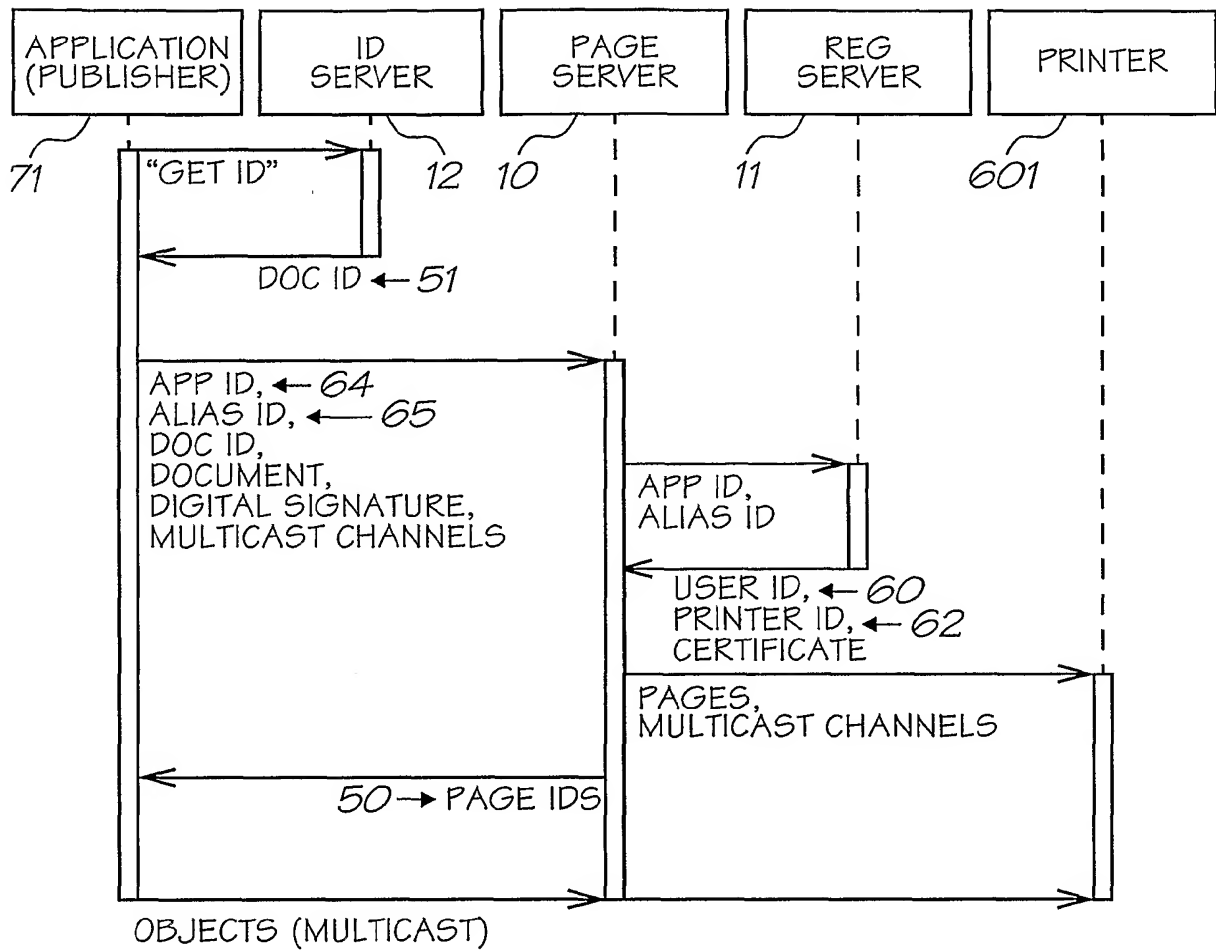 APPLICATION
(PUBLISHER)
ID
SERVER
PAGE
SERVER
REG
SERVER
PRINTER
71
12
10
11
601
"GET ID"
DOC ID ← 51
APP ID, ← 64
ALIAS ID, ← 65
DOC ID,
DOCUMENT,
DIGITAL SIGNATURE,
MULTICAST CHANNELS
APP ID,
ALIAS ID
USER ID, ← 60
PRINTER ID, ← 62
CERTIFICATE
PAGES,
MULTICAST CHANNELS
50 → PAGE IDS
OBJECTS (MULTICAST)